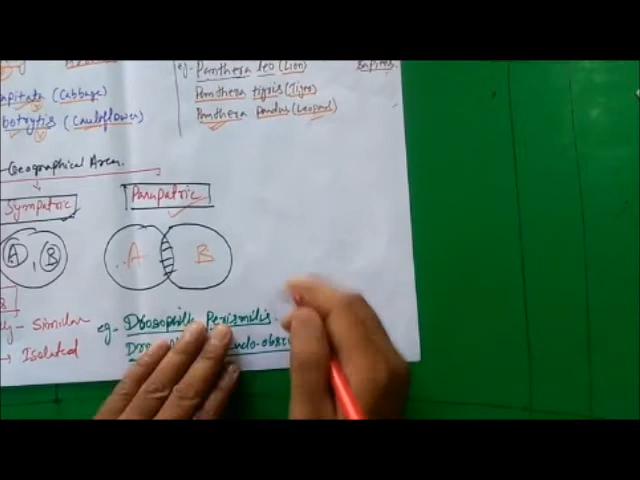 eg- Panthera leo (Lion)
apitata (Cabbage)
Panthera tigris (Tiger)
botrytis (Cauliflower)
Panthera Pardus (Leopard)
Geographical Area.
Sympatric
Parapatric
A, B
A B
Similar
eg- Drosophila Persimilis.
→ Isolated